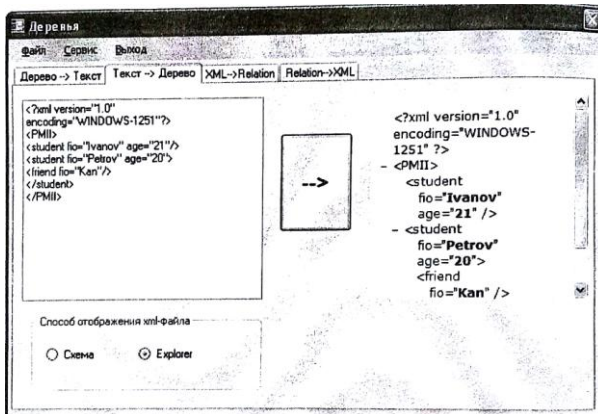 Деревья
Файл Сервис Выход
Дерево --> Текст Текст --> Дерево XML-->Relation Relation-->XML
<?xml version="1.0"
encoding="WINDOWS-1251"?>
<PMII>
<student fio="Ivanov" age="21"/>
<student fio="Petrov" age="20">
<friend fio="Kan"/>
</student>
</PMII>
-->
<?xml version="1.0"
encoding="WINDOWS-
1251" ?>
- <PMII>
<student
fio="Ivanov"
age="21" />
- <student
fio="Petrov"
age="20">
<friend
fio="Kan" />
Способ отображения xml-файла
Схема Explorer